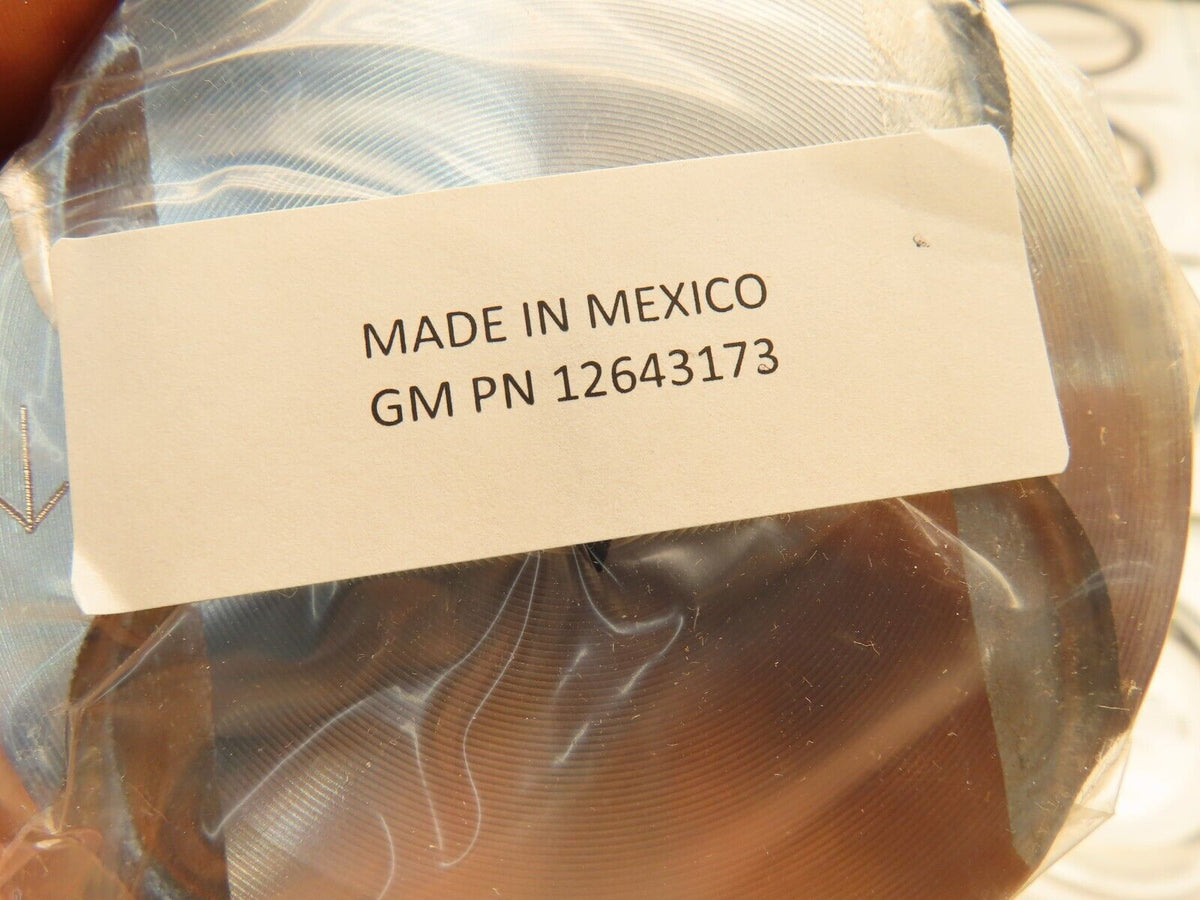 MADE IN MEXICO
GM PN 12643173